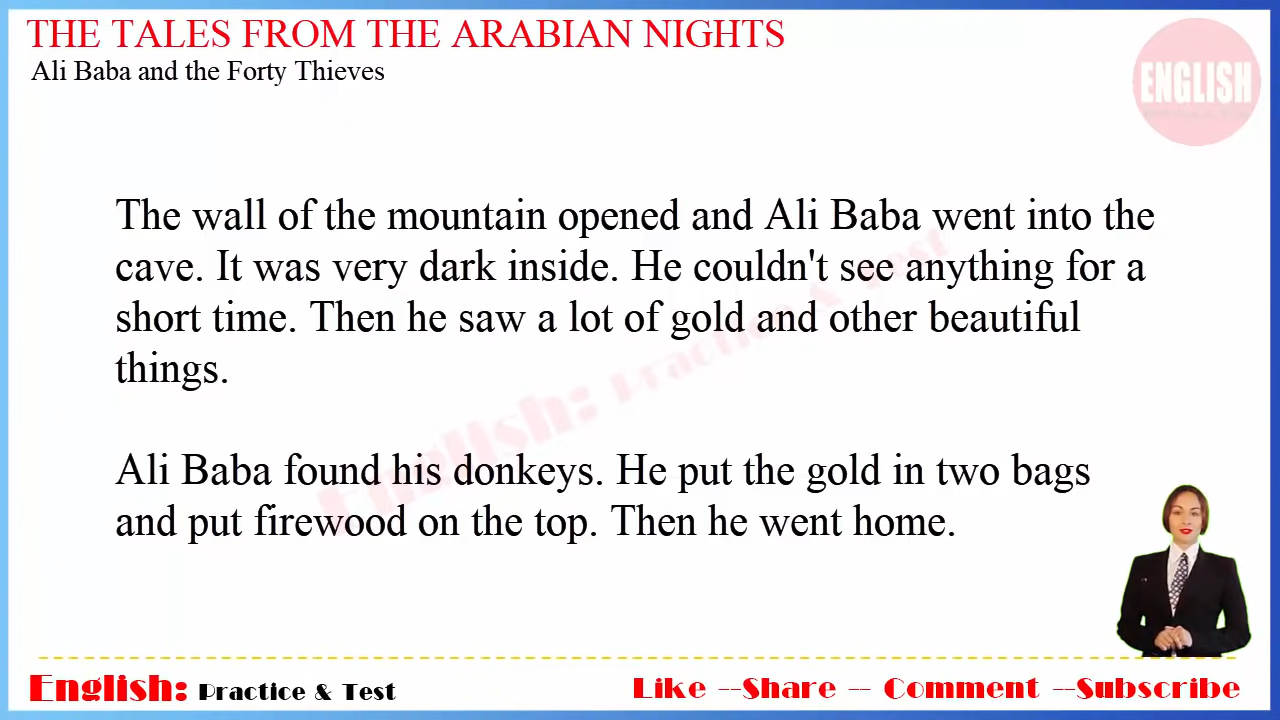 THE TALES FROM THE ARABIAN NIGHTS
Ali Baba and the Forty Thieves
ENGLISH
The wall of the mountain opened and Ali Baba went into the
cave. It was very dark inside. He couldn't see anything for a
short time. Then he saw a lot of gold and other beautiful
things.
Ali Baba found his donkeys. He put the gold in two bags
and put firewood on the top. Then he went home.
English: Practice & Test
English: Practice & Test
Like --Share -- Comment --Subscribe